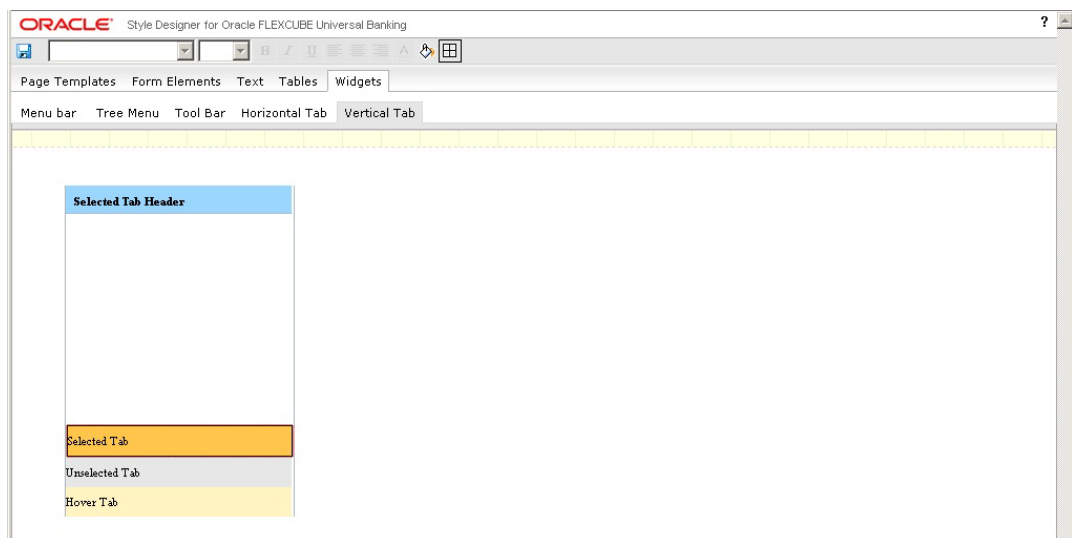 ORACLE® Style Designer for Oracle FLEXCUBE Universal Banking ?
B I U A
Page Templates Form Elements Text Tables Widgets
Menu bar Tree Menu Tool Bar Horizontal Tab Vertical Tab
Selected Tab Header
Selected Tab
Unselected Tab
Hover Tab